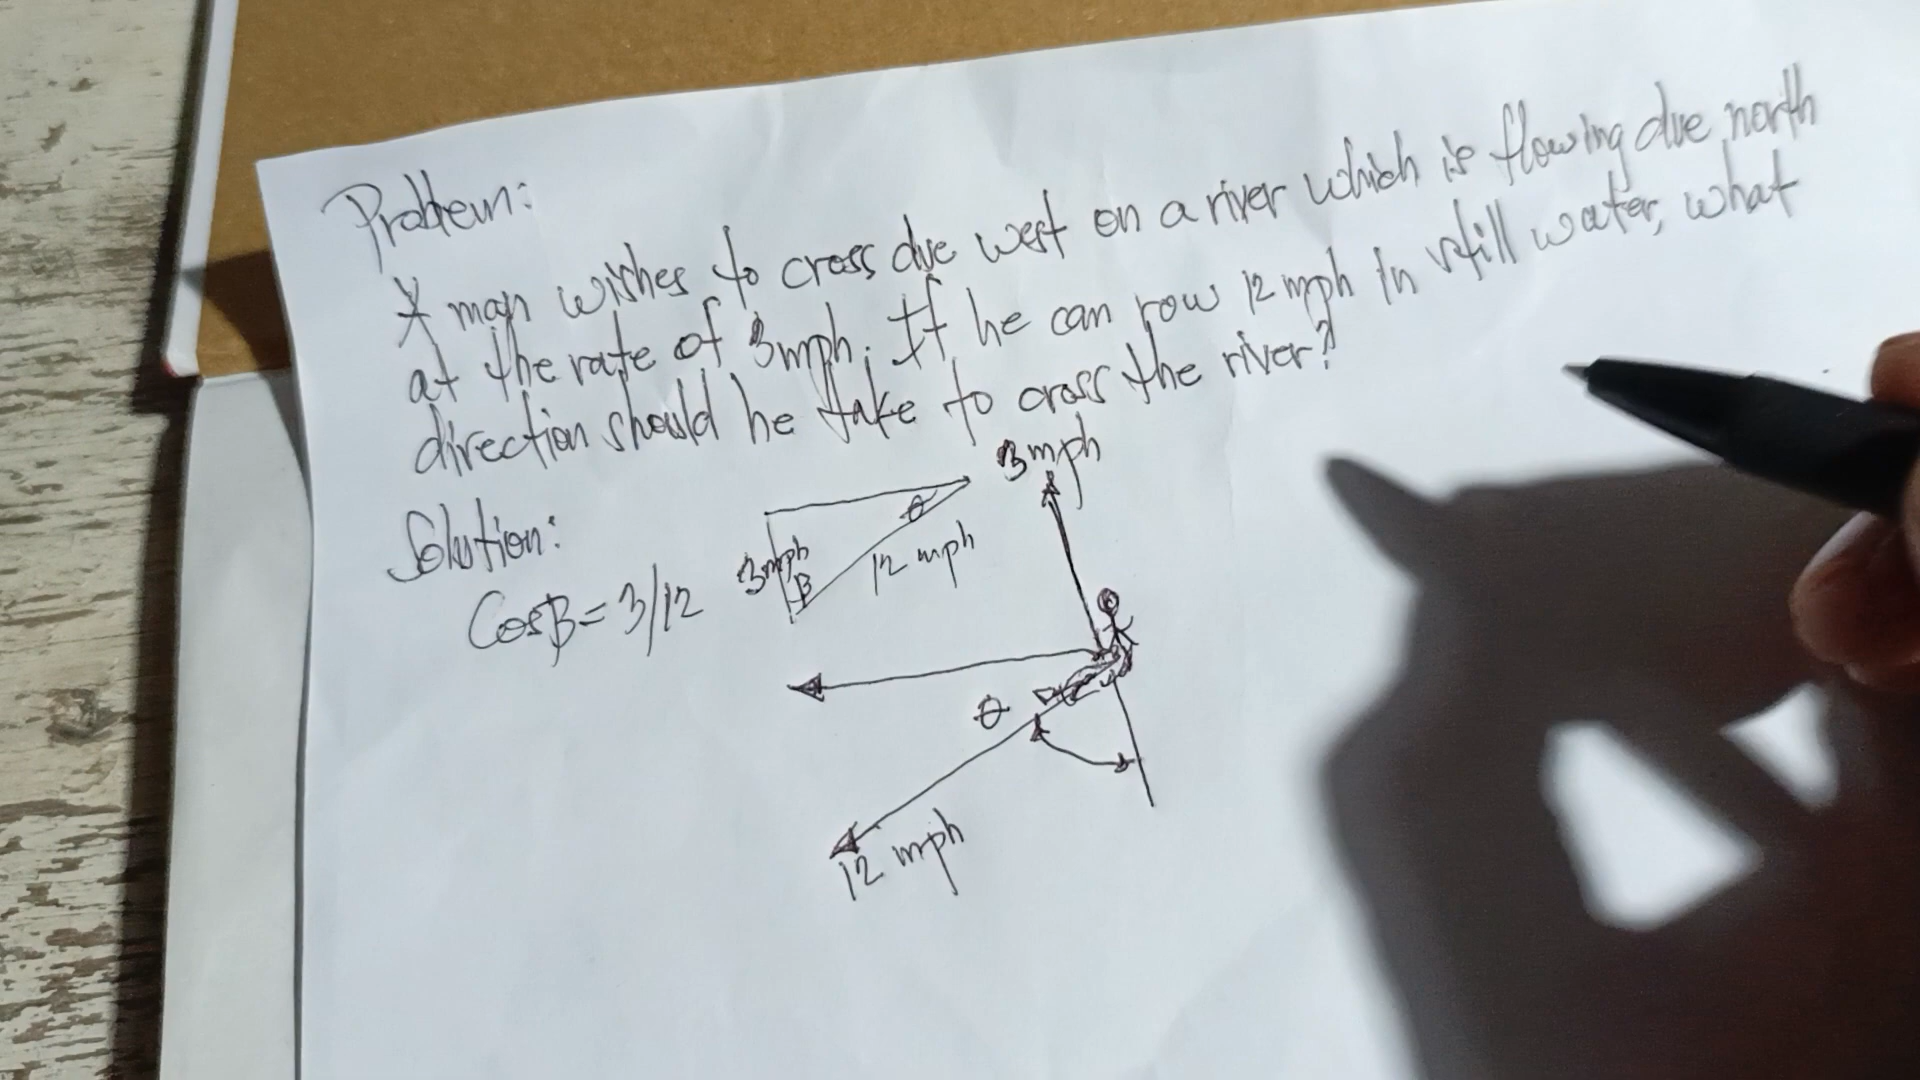 Problem:
A man wishes to cross due west on a river which is flowing due north
at the rate of 3mph. If he can row 12 mph in still water, what
direction should he take to cross the river?
Solution:
CosB = 3/12
θ
3mph
B
12 mph
3mph
θ
12 mph